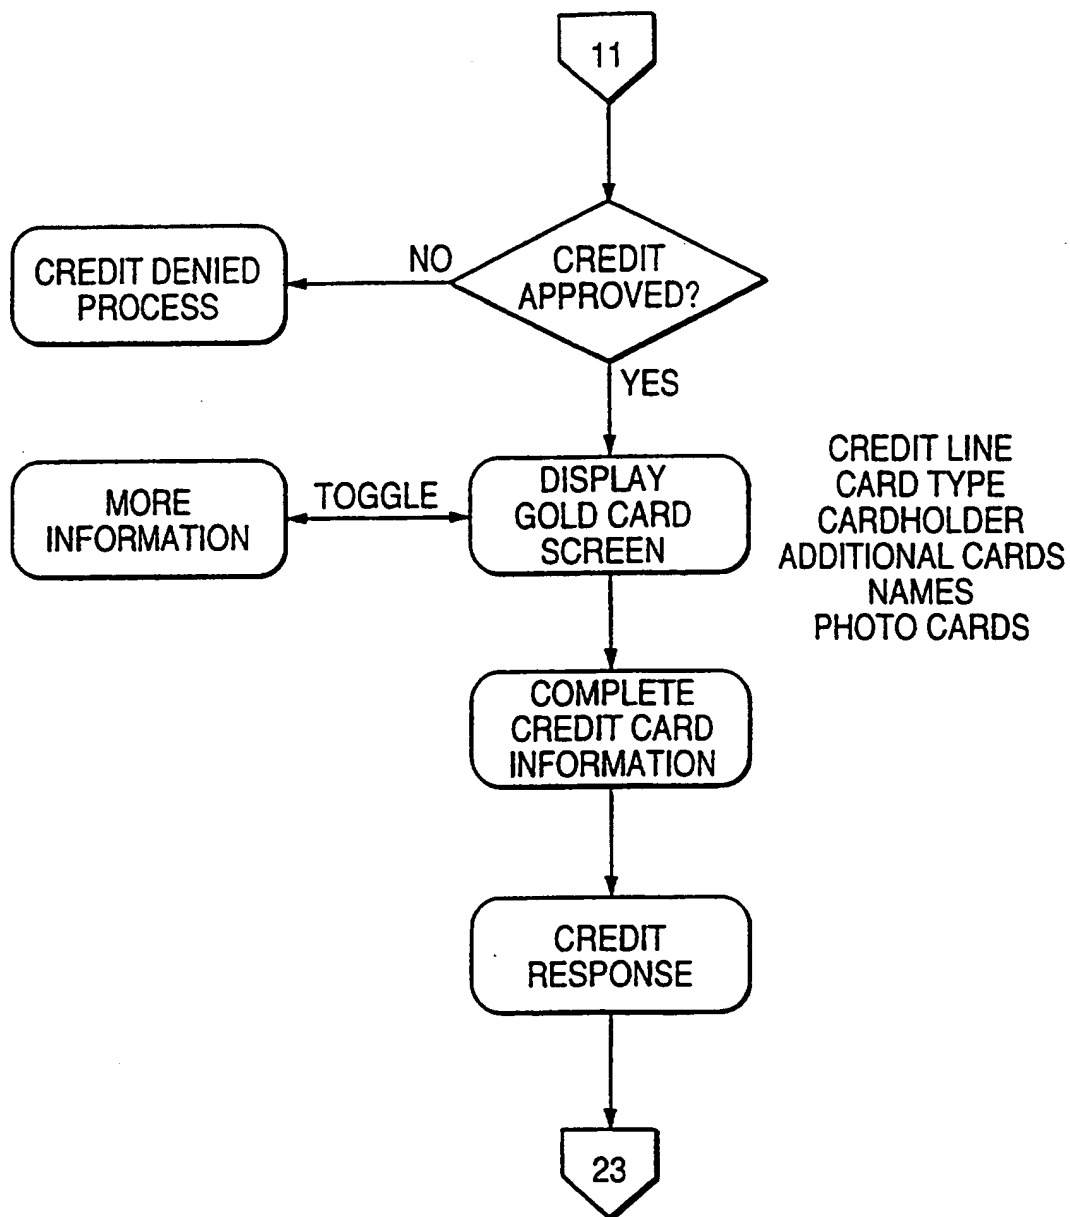 11
CREDIT
APPROVED?
NO
CREDIT DENIED
PROCESS
YES
DISPLAY
GOLD CARD
SCREEN
TOGGLE
MORE
INFORMATION
CREDIT LINE
CARD TYPE
CARDHOLDER
ADDITIONAL CARDS
NAMES
PHOTO CARDS
COMPLETE
CREDIT CARD
INFORMATION
CREDIT
RESPONSE
23